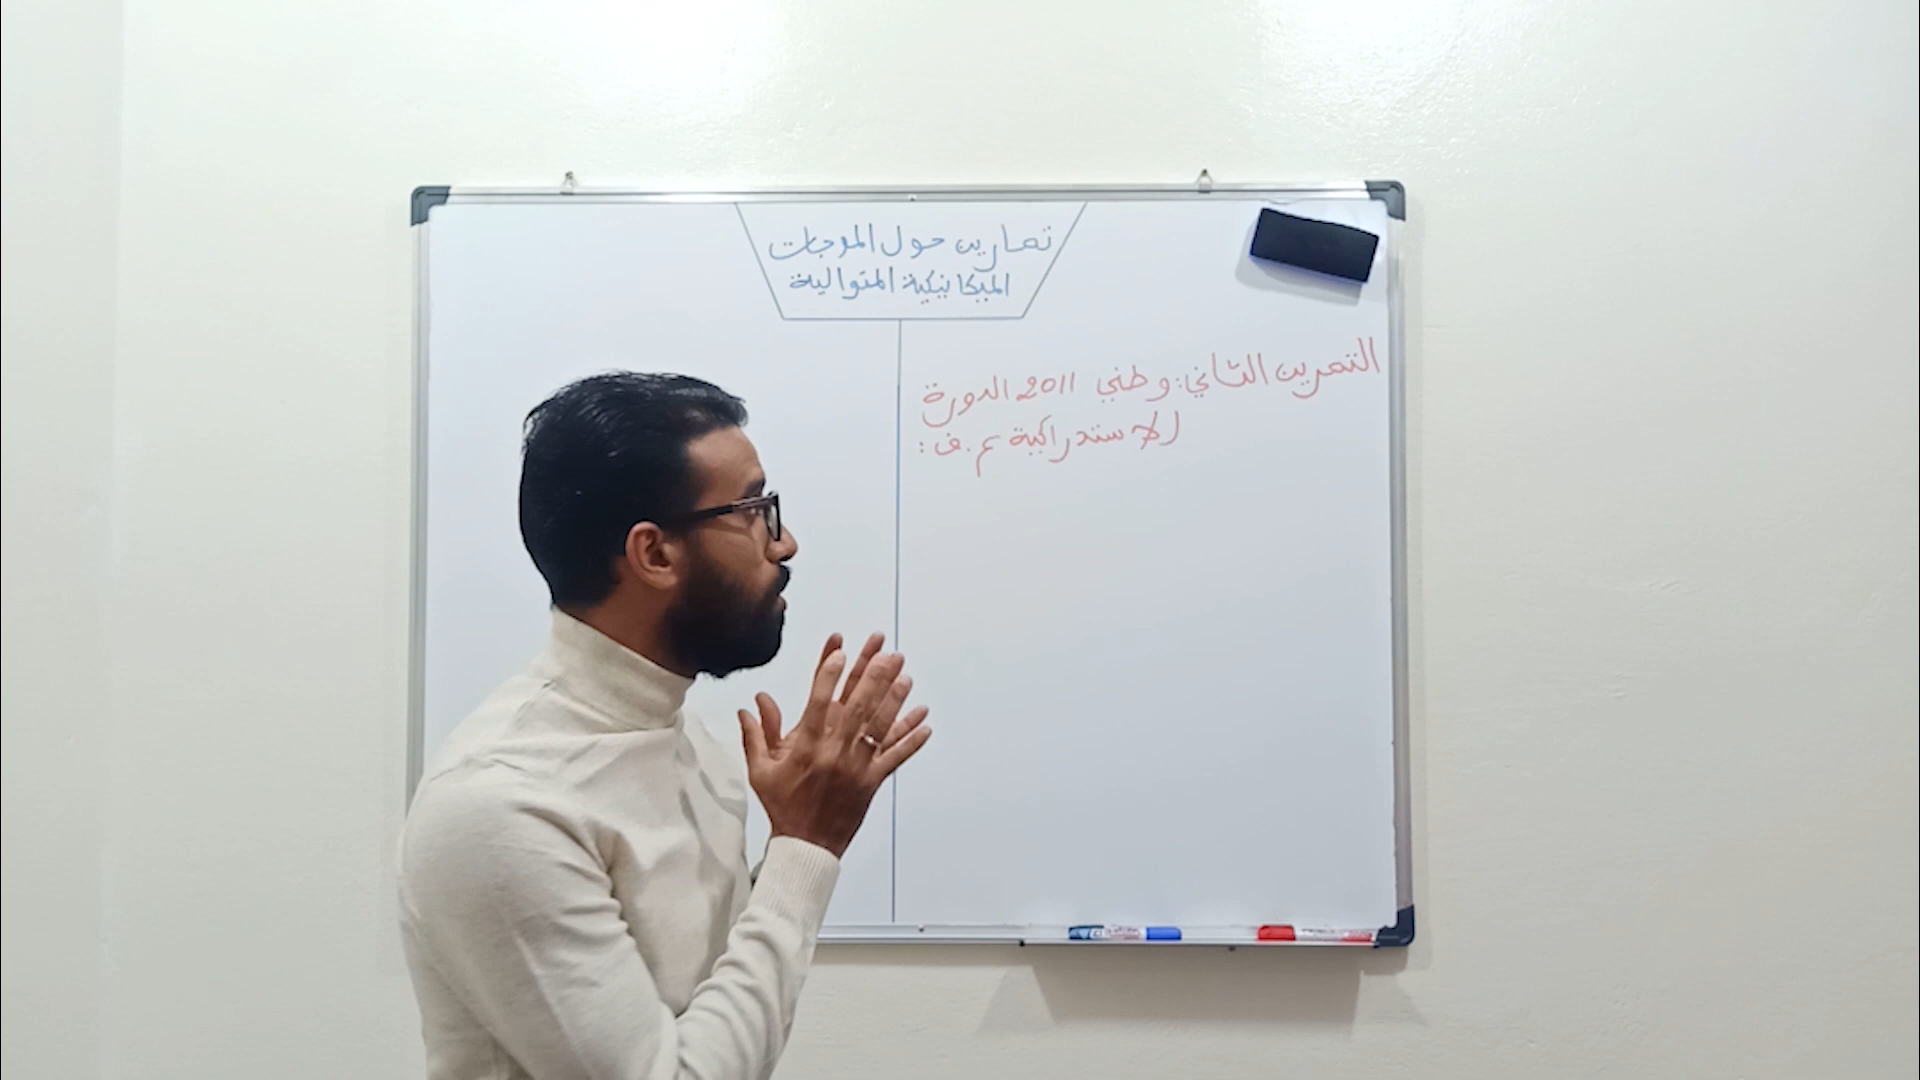 تمارين حول الموجات
الميكانيكية المتوالية
التمرين الثاني: وطني 2011 الدورة
الاستدراكية ع.ف: